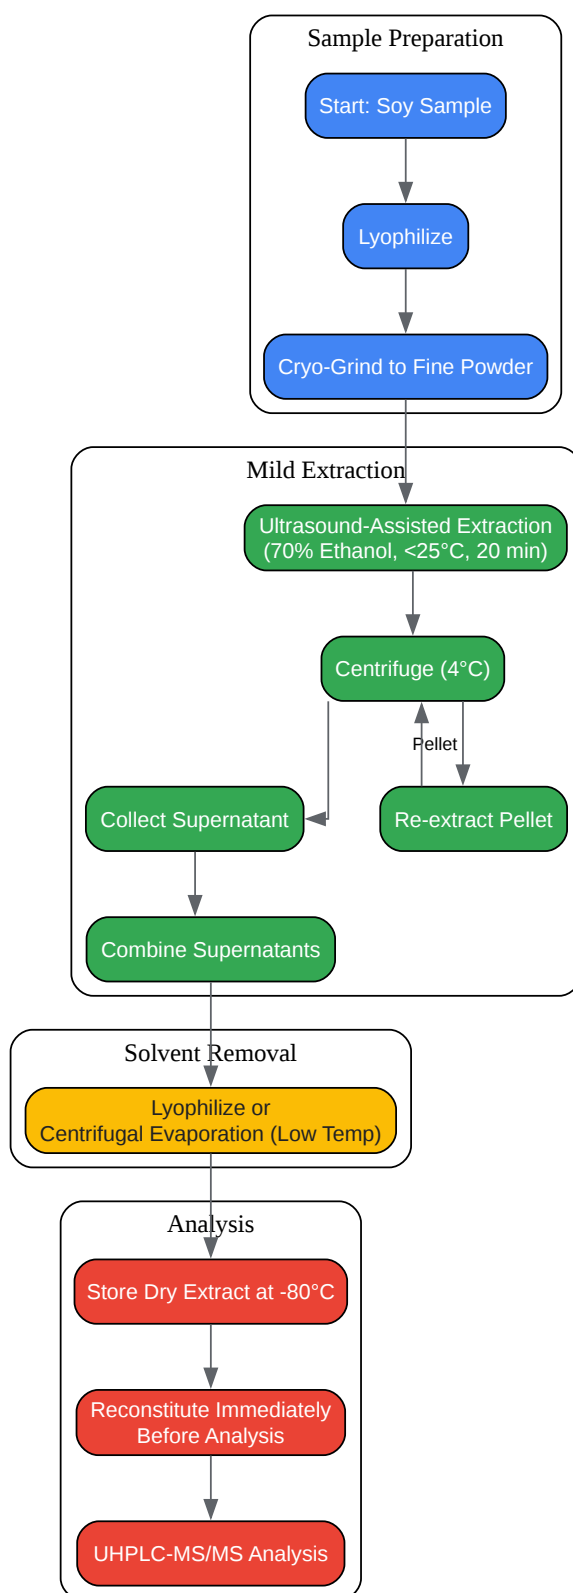 Sample Preparation
Start: Soy Sample
Lyophilize
Cryo-Grind to Fine Powder
Mild Extraction
Ultrasound-Assisted Extraction
(70% Ethanol, <25°C, 20 min)
Centrifuge (4°C)
Pellet
Collect Supernatant
Re-extract Pellet
Combine Supernatants
Solvent Removal
Lyophilize or
Centrifugal Evaporation (Low Temp)
Analysis
Store Dry Extract at -80°C
Reconstitute Immediately
Before Analysis
UHPLC-MS/MS Analysis